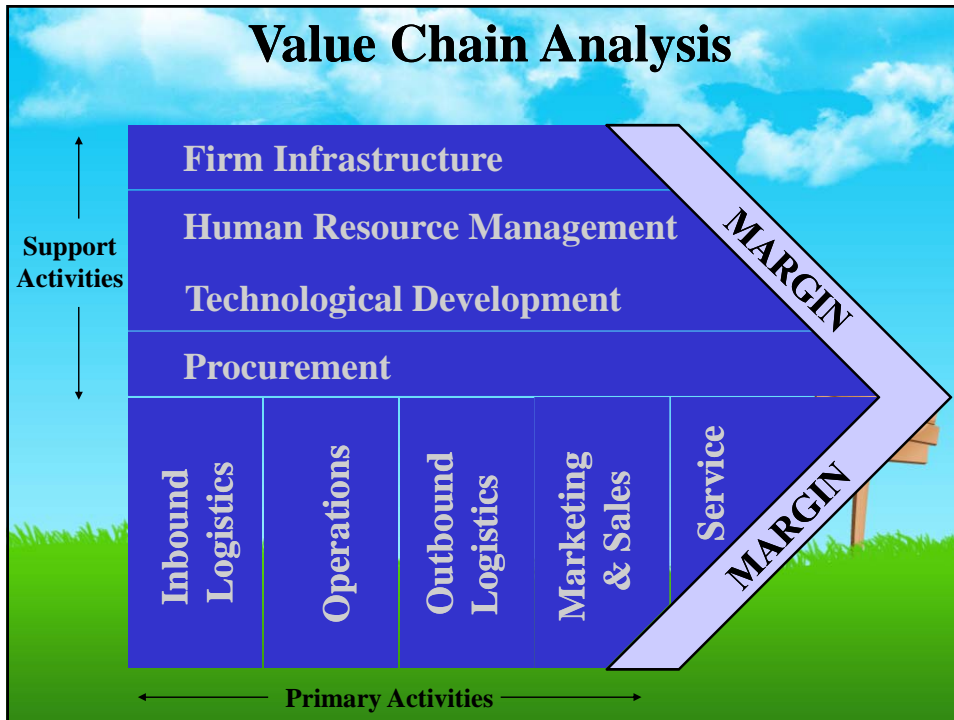 Value Chain Analysis
Firm Infrastructure
Human Resource Management
Technological Development
Procurement
Support
Activities
MARGIN
MARGIN
Inbound
Logistics
Operations
Outbound
Logistics
Marketing
& Sales
Service
Primary Activities